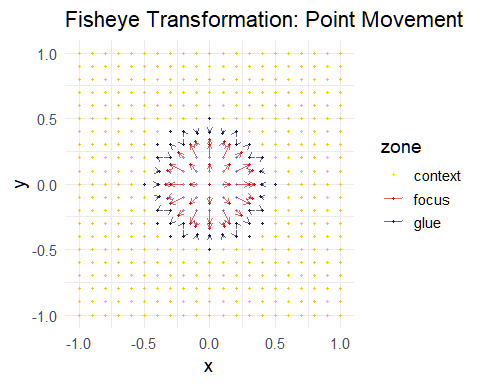 Fisheye Transformation: Point Movement
1.0
0.5
0.0
-0.5
-1.0
y
-1.0 -0.5 0.0 0.5 1.0
x
zone
context
focus
glue